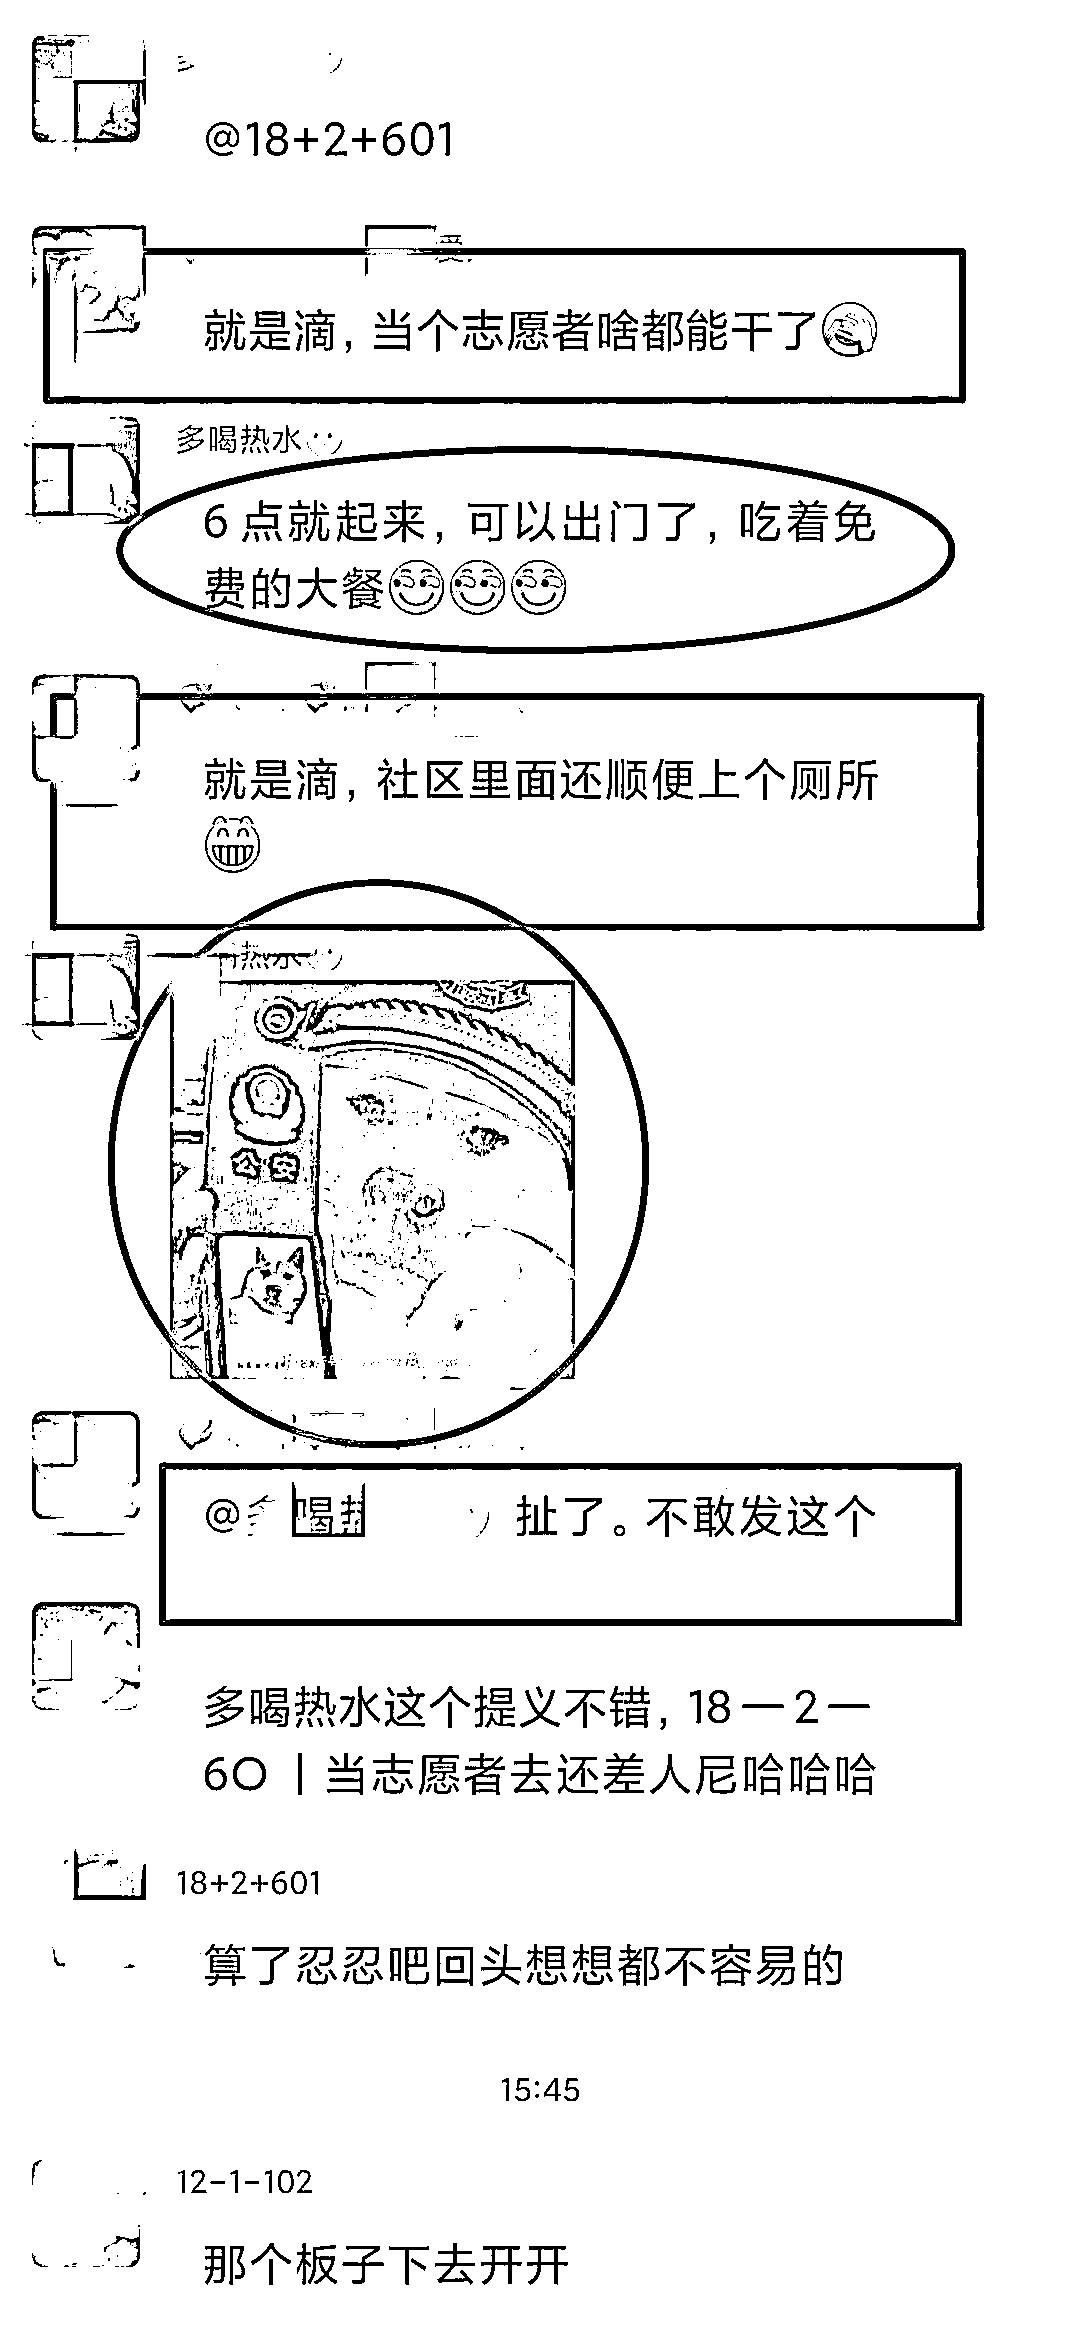 @18+2+601
就是滴，当个志愿者啥都能干了
多喝热水
6点就起来，可以出门了，吃着免
费的大餐
就是滴，社区里面还顺便上个厕所
热水
公安
@ 喝 扯了。不敢发这个
多喝热水这个提义不错，18一2一
6O丨当志愿者去还差人尼哈哈哈
18+2+601
算了忍忍吧回头想想都不容易的
15:45
12-1-102
那个板子下去开开